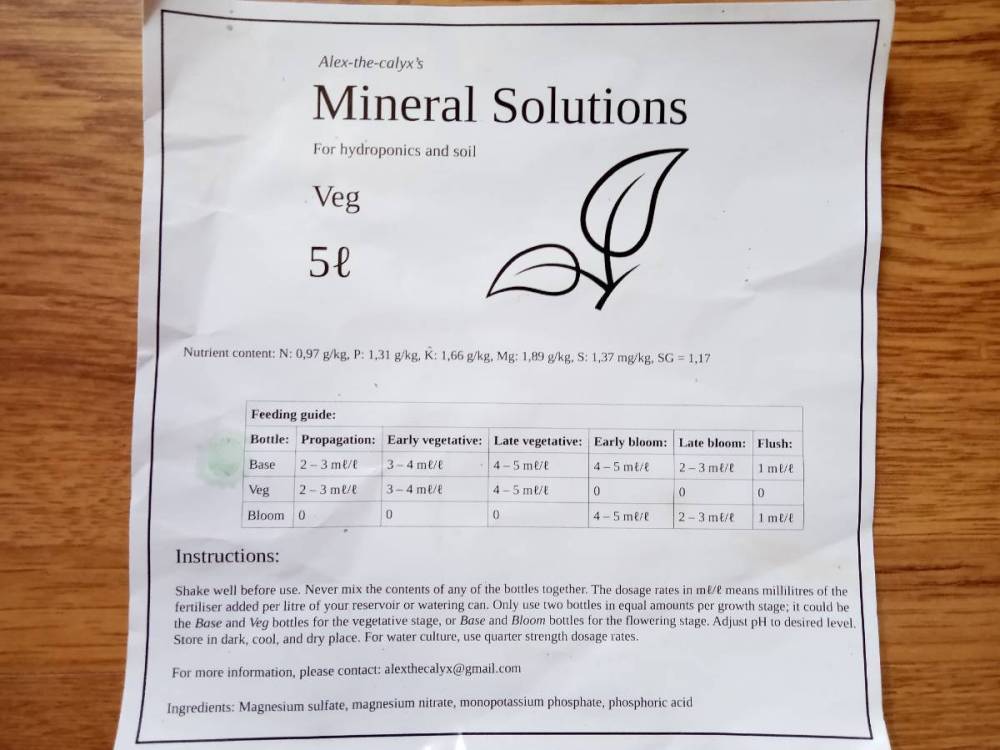 Alex-the-calyx's
Mineral Solutions
For hydroponics and soil
Veg
5ℓ
Nutrient content: N: 0,97 g/kg, P: 1,31 g/kg, K: 1,66 g/kg, Mg: 1,89 g/kg, S: 1,37 mg/kg, SG = 1,17
Feeding guide:
Bottle: Propagation: Early vegetative: Late vegetative: Early bloom: Late bloom: Flush:
Base 2 – 3 mℓ/ℓ 3 – 4 mℓ/ℓ 4 – 5 mℓ/ℓ 4 – 5 mℓ/ℓ 2 – 3 mℓ/ℓ 1 mℓ/ℓ
Veg 2 – 3 mℓ/ℓ 3 – 4 mℓ/ℓ 4 – 5 mℓ/ℓ 0 0 0
Bloom 0 0 0 4 – 5 mℓ/ℓ 2 – 3 mℓ/ℓ 1 mℓ/ℓ
Instructions:
Shake well before use. Never mix the contents of any of the bottles together. The dosage rates in mℓ/ℓ means millilitres of the
fertiliser added per litre of your reservoir or watering can. Only use two bottles in equal amounts per growth stage; it could be
the Base and Veg bottles for the vegetative stage, or Base and Bloom bottles for the flowering stage. Adjust pH to desired level.
Store in dark, cool, and dry place. For water culture, use quarter strength dosage rates.
For more information, please contact: alexthecalyx@gmail.com
Ingredients: Magnesium sulfate, magnesium nitrate, monopotassium phosphate, phosphoric acid